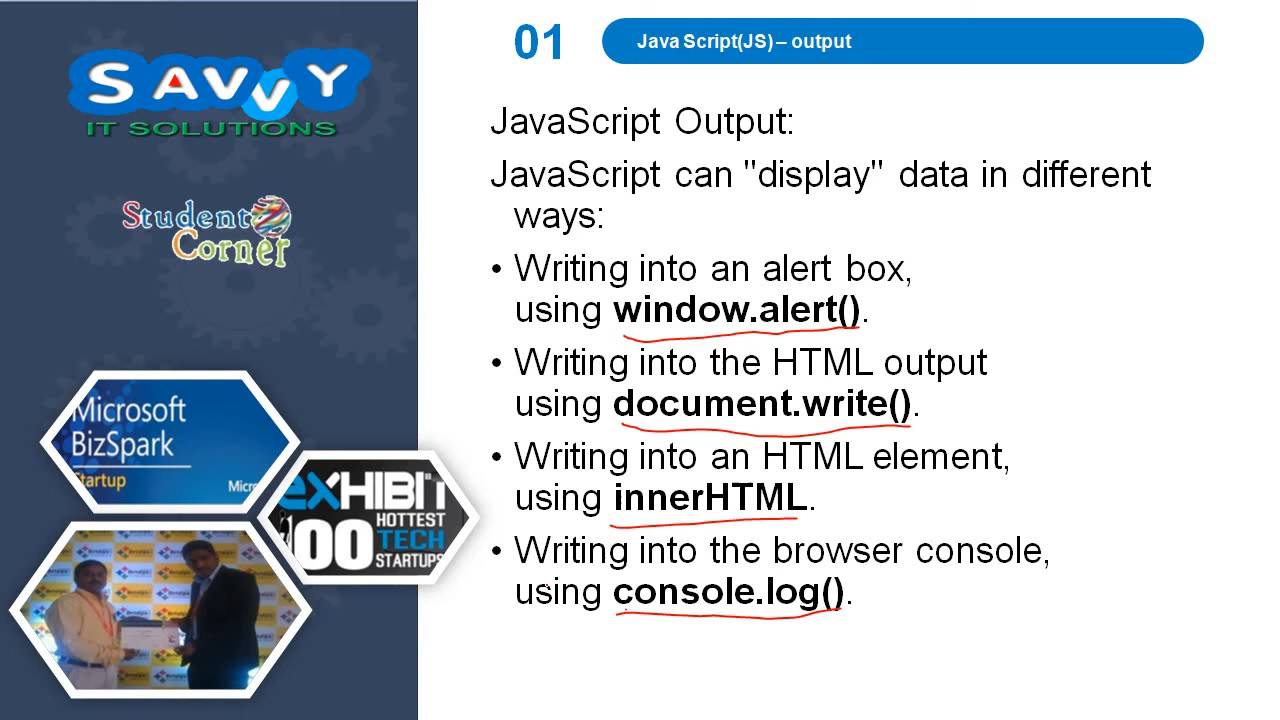 SAVVY
IT SOLUTIONS
Student
Corner
Microsoft
BizSpark
Startup
Micro
EXHIBIT
100
HOTTEST
TECH
STARTUPS
01
Java Script(JS) – output
JavaScript Output:
JavaScript can "display" data in different
ways:
• Writing into an alert box,
using window.alert().
• Writing into the HTML output
using document.write().
• Writing into an HTML element,
using innerHTML.
• Writing into the browser console,
using console.log().